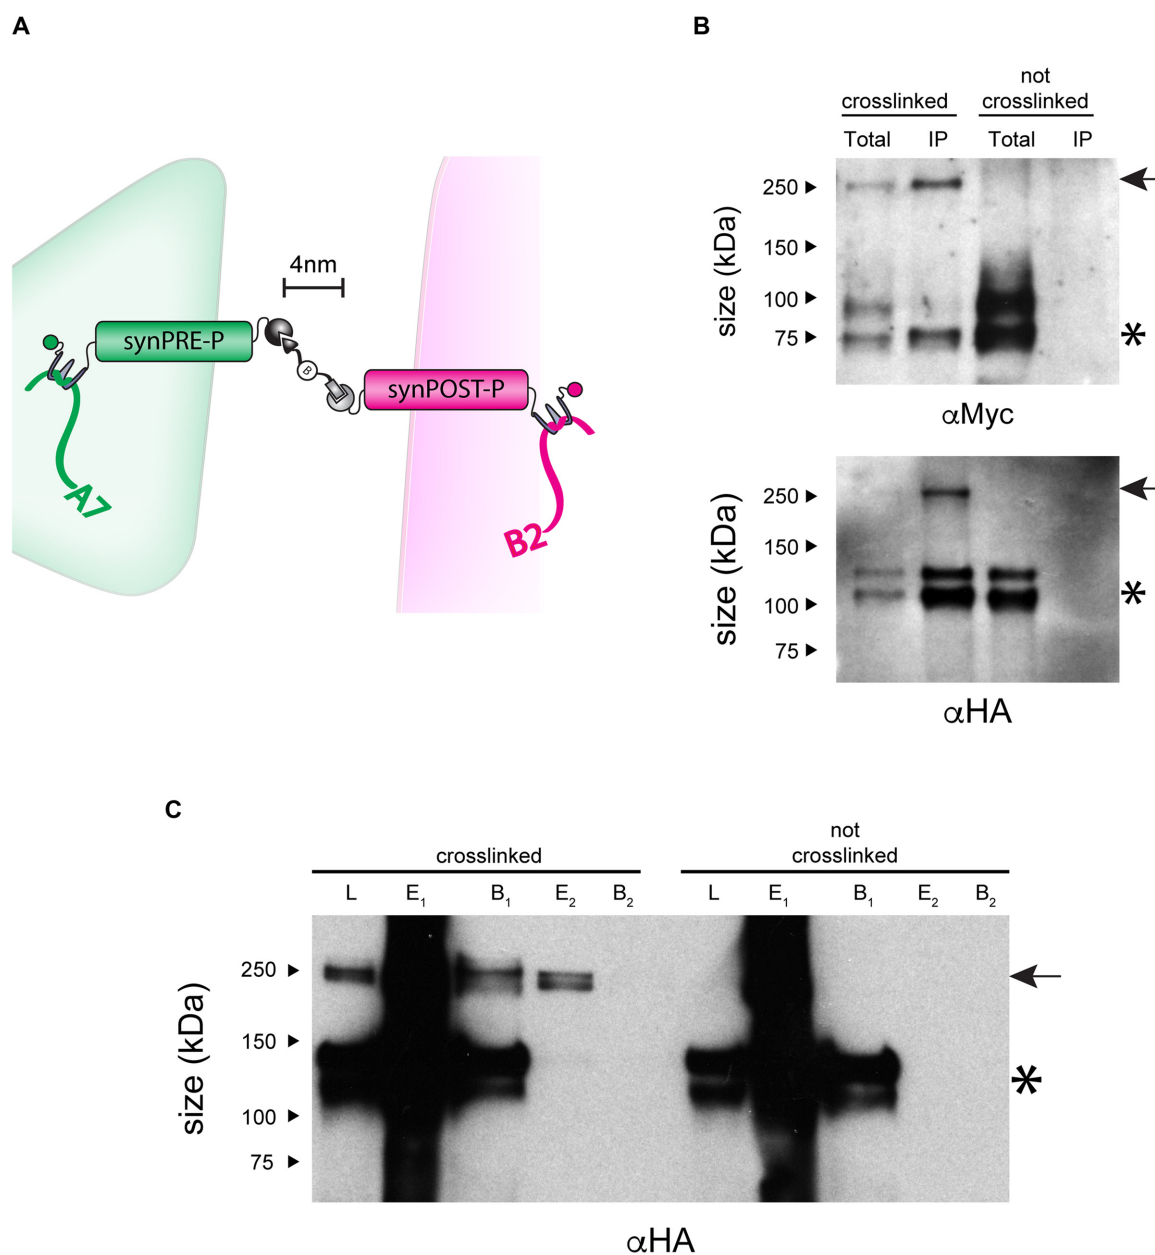 A
4nm
synPRE-P
B
synPOST-P
A7
B2
B
not
crosslinked crosslinked
Total IP Total IP
250
150
100
75
size (kDa)
*
αMyc
250
150
100
75
size (kDa)
*
αHA
C
not
crosslinked crosslinked
L E1 B1 E2 B2 L E1 B1 E2 B2
250
150
100
75
size (kDa)
*
αHA